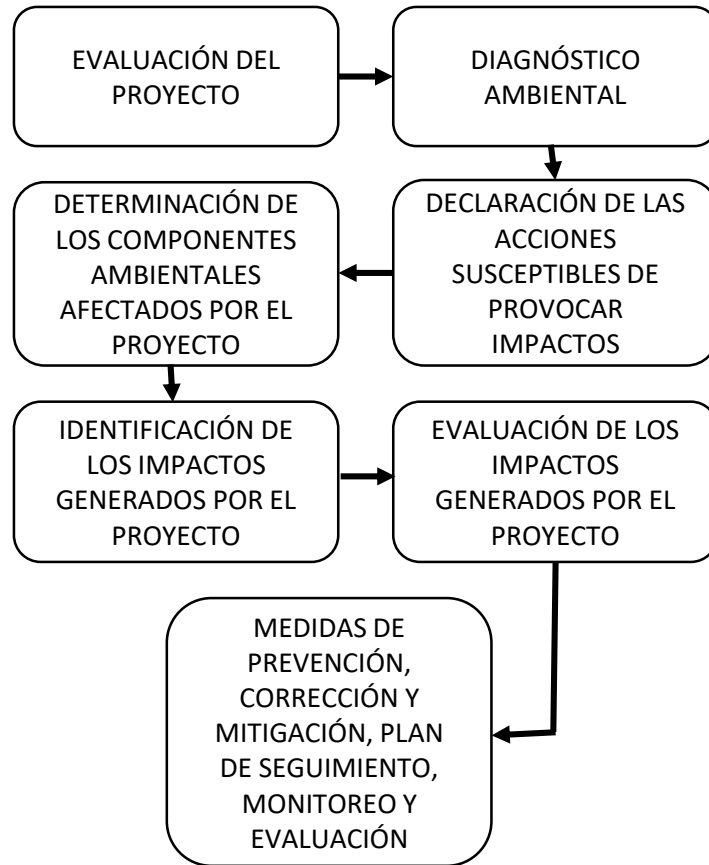 EVALUACIÓN DEL
PROYECTO
DIAGNÓSTICO
AMBIENTAL
DECLARACIÓN DE LAS
ACCIONES
SUSCEPTIBLES DE
PROVOCAR
IMPACTOS
DETERMINACIÓN DE
LOS COMPONENTES
AMBIENTALES
AFECTADOS POR EL
PROYECTO
IDENTIFICACIÓN DE
LOS IMPACTOS
GENERADOS POR EL
PROYECTO
EVALUACIÓN DE LOS
IMPACTOS
GENERADOS POR EL
PROYECTO
MEDIDAS DE
PREVENCIÓN,
CORRECCIÓN Y
MITIGACIÓN, PLAN
DE SEGUIMIENTO,
MONITOREO Y
EVALUACIÓN